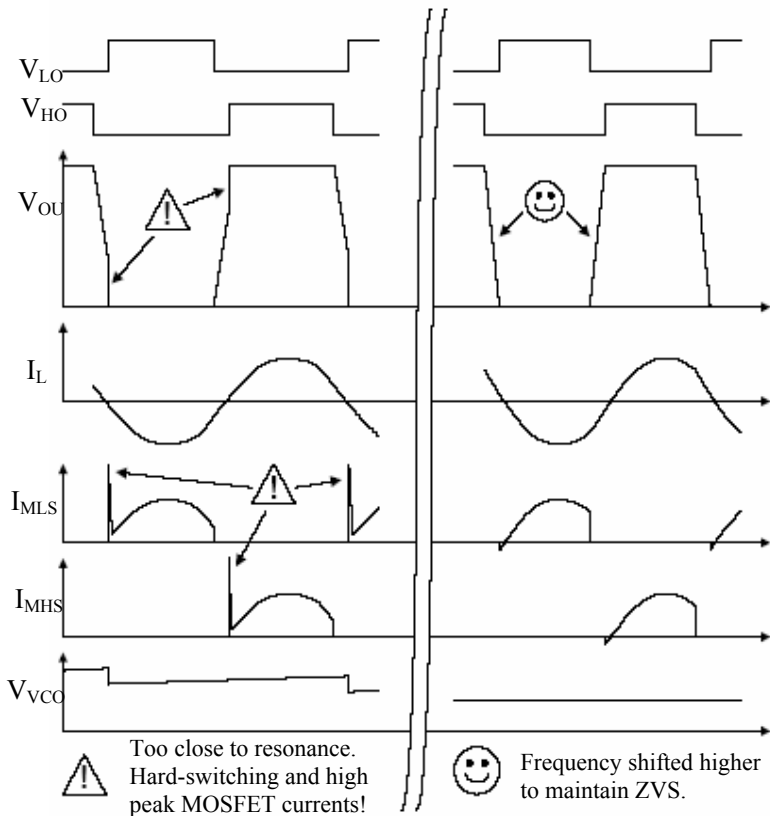 VLO
VHO
VOU
!
IL
IMLS
!
IMHS
VVCO
! Too close to resonance.
Hard-switching and high
peak MOSFET currents!
Frequency shifted higher
to maintain ZVS.